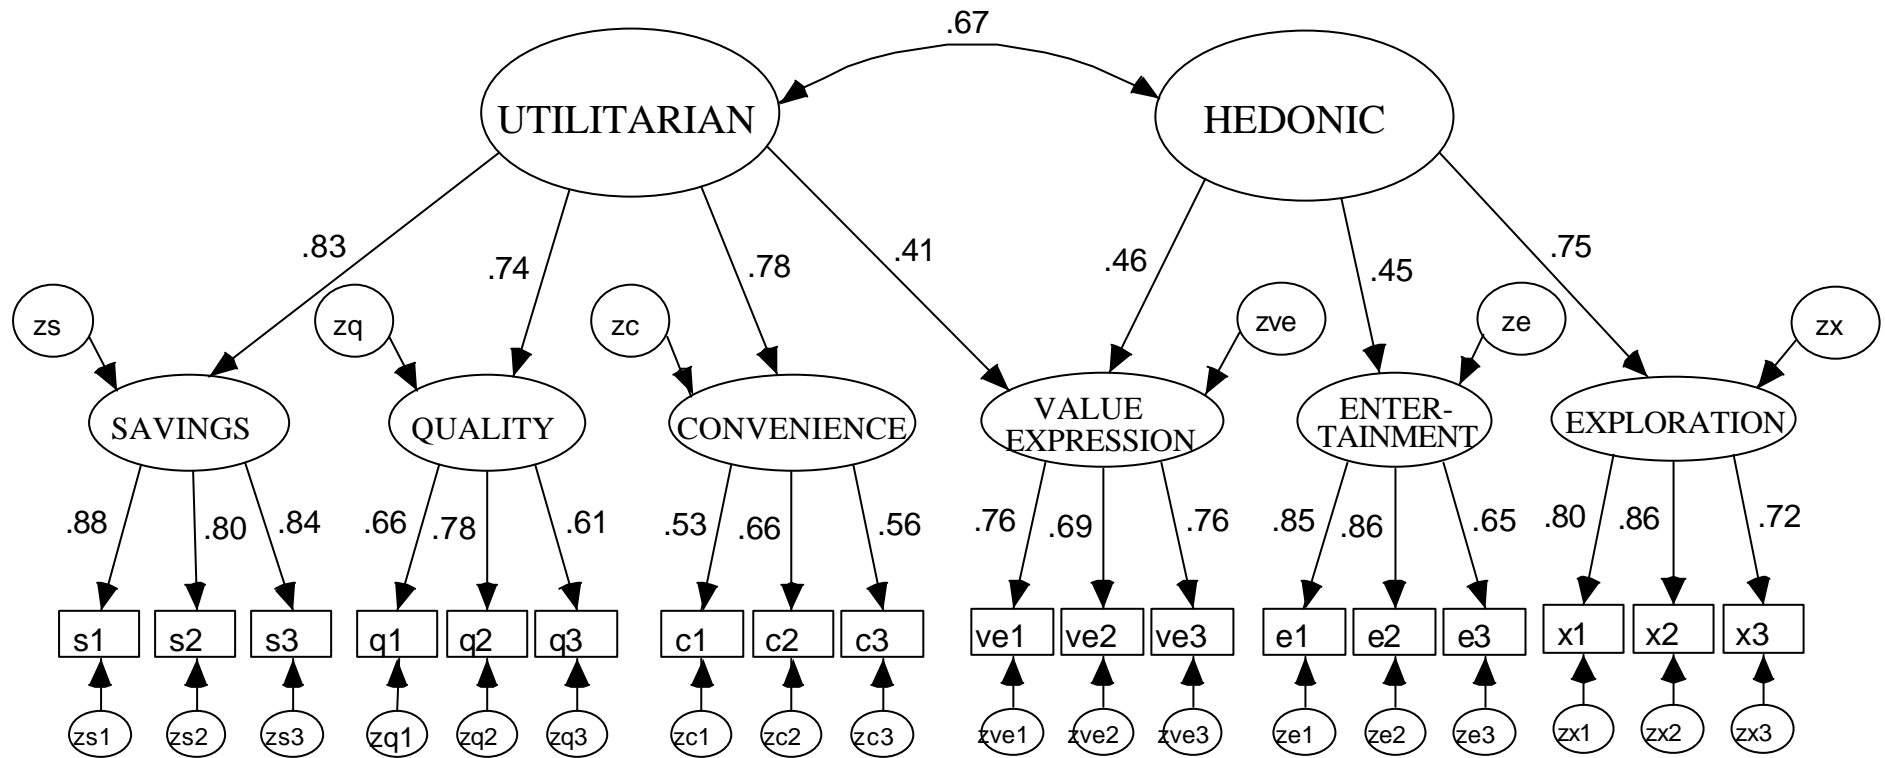 .67
UTILITARIAN
HEDONIC
.83
.74
.78
.41
.46
.45
.75
zs
zq
zc
zve
ze
zx
SAVINGS
QUALITY
CONVENIENCE
VALUE
EXPRESSION
ENTER-
TAINMENT
EXPLORATION
.88
.80
.84
.66
.78
.61
.53
.66
.56
.76
.69
.76
.85
.86
.65
.80
.86
.72
s1
s2
s3
q1
q2
q3
c1
c2
c3
ve1
ve2
ve3
e1
e2
e3
x1
x2
x3
zs1
zs2
zs3
zq1
zq2
zq3
zc1
zc2
zc3
zve1
zve2
zve3
ze1
ze2
ze3
zx1
zx2
zx3